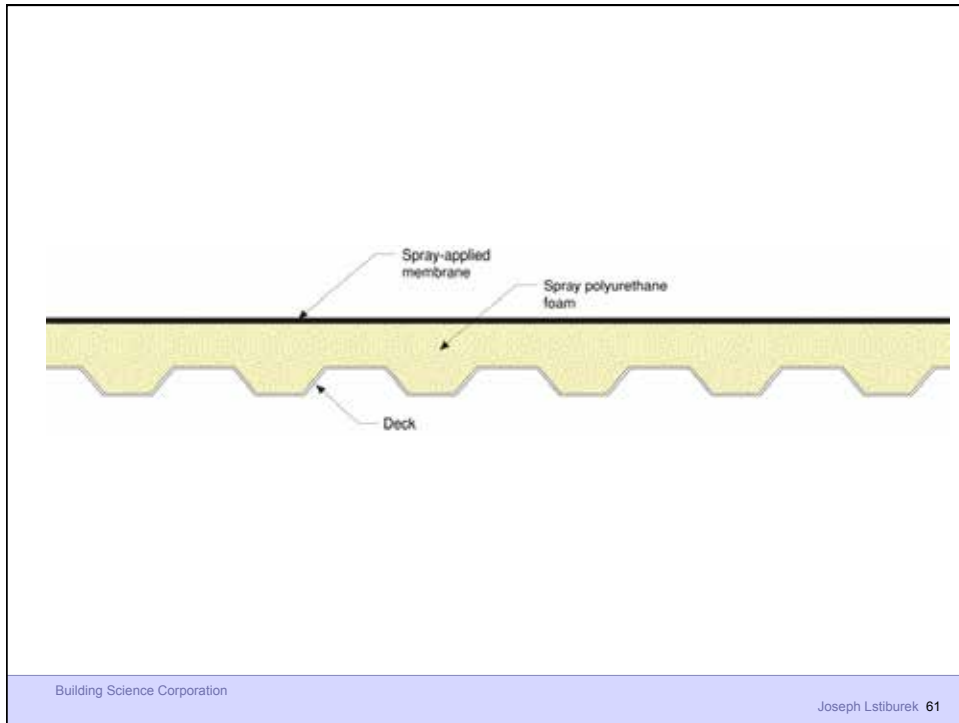 Spray-applied
membrane
Spray polyurethane
foam
Deck
Building Science Corporation
Joseph Lstiburek 61